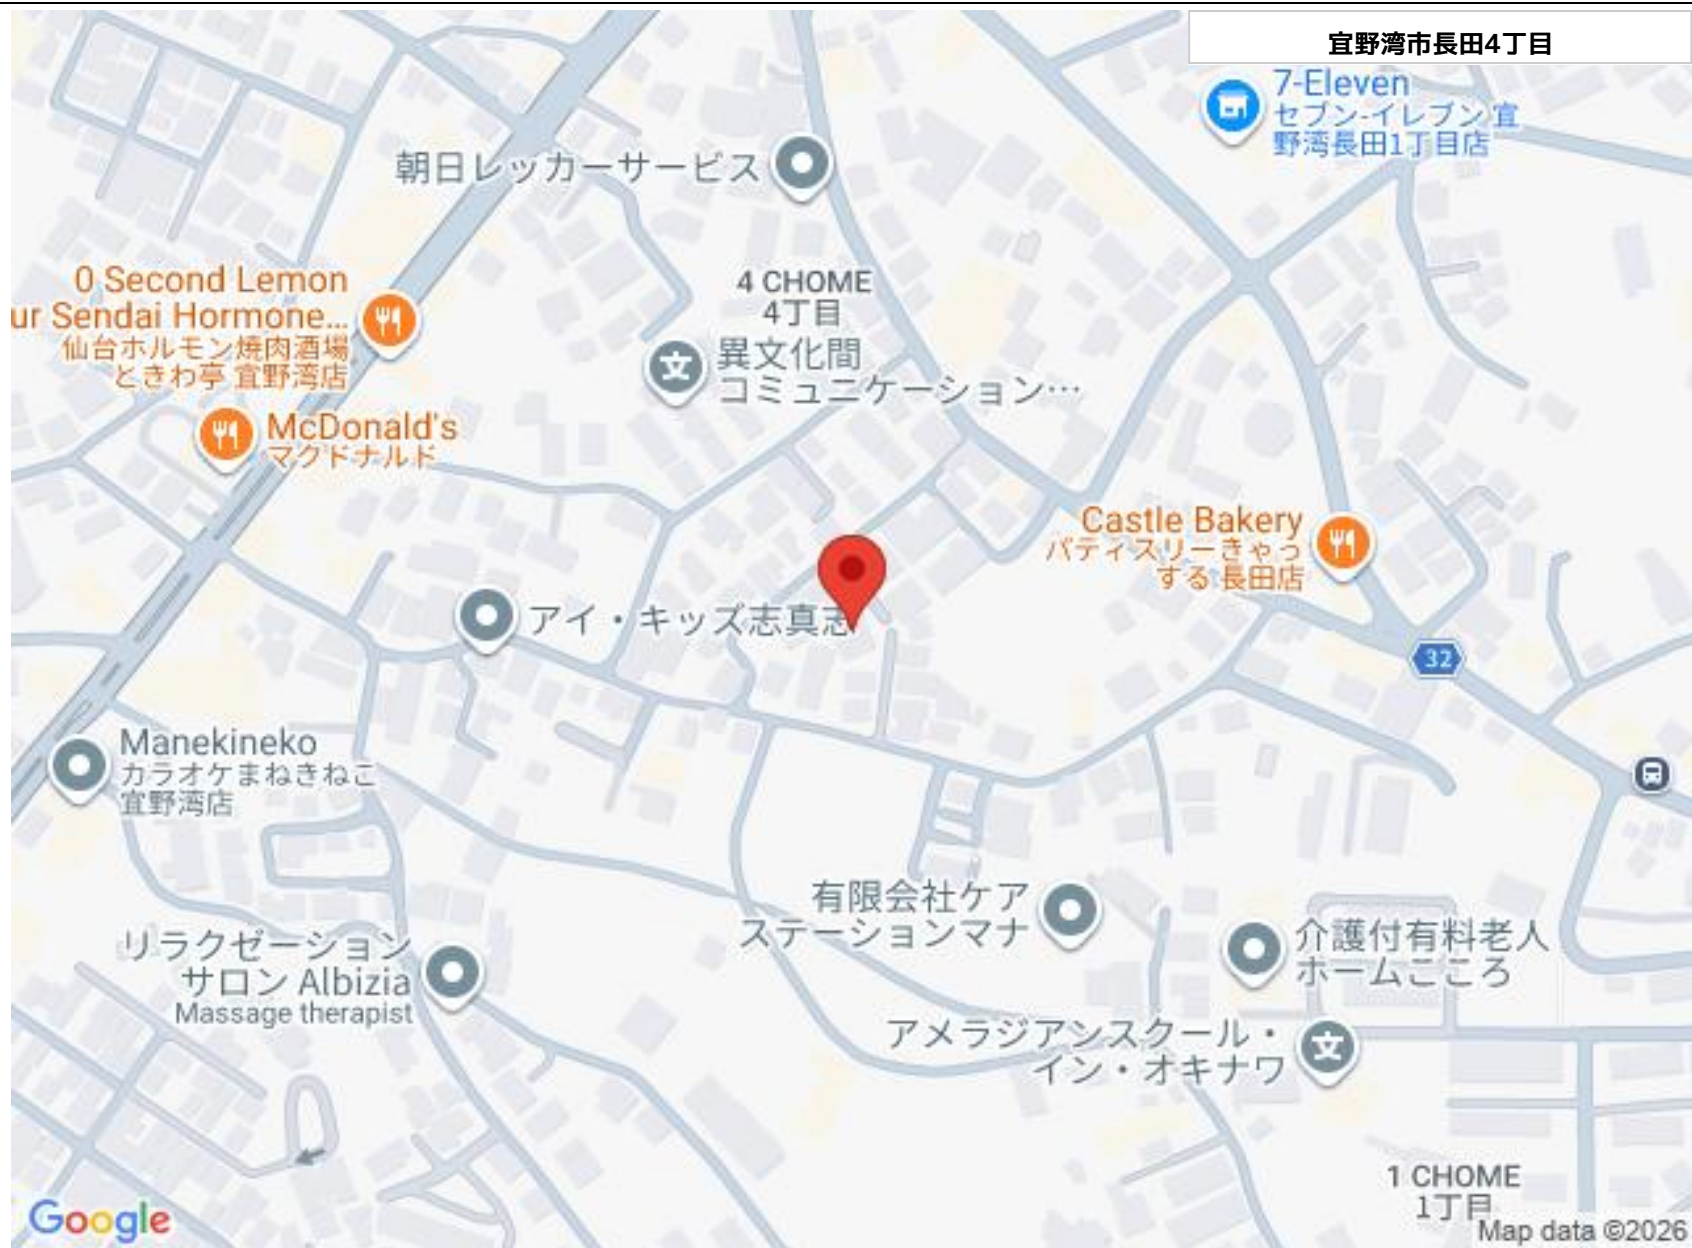 宜野湾市長田4丁目
7-Eleven
セブン-イレブン 宜
野湾長田1丁目店
朝日レッカーサービス
0 Second Lemon
ur Sendai Hormone...
仙台ホルモン焼肉酒場
ときわ亭 宜野湾店
4 CHOME
4丁目
異文化間
コミュニケーション…
McDonald's
マクドナルド
Castle Bakery
パティスリーきゃっ
する 長田店
アイ・キッズ志真志
32
Manekineko
カラオケまねきねこ
宜野湾店
有限会社ケア
ステーションマナ
介護付有料老人
ホームこころ
リラクゼーション
サロン Albizia
Massage therapist
アメラジアンスクール・
イン・オキナワ
1 CHOME
1丁目
Google
Map data ©2026